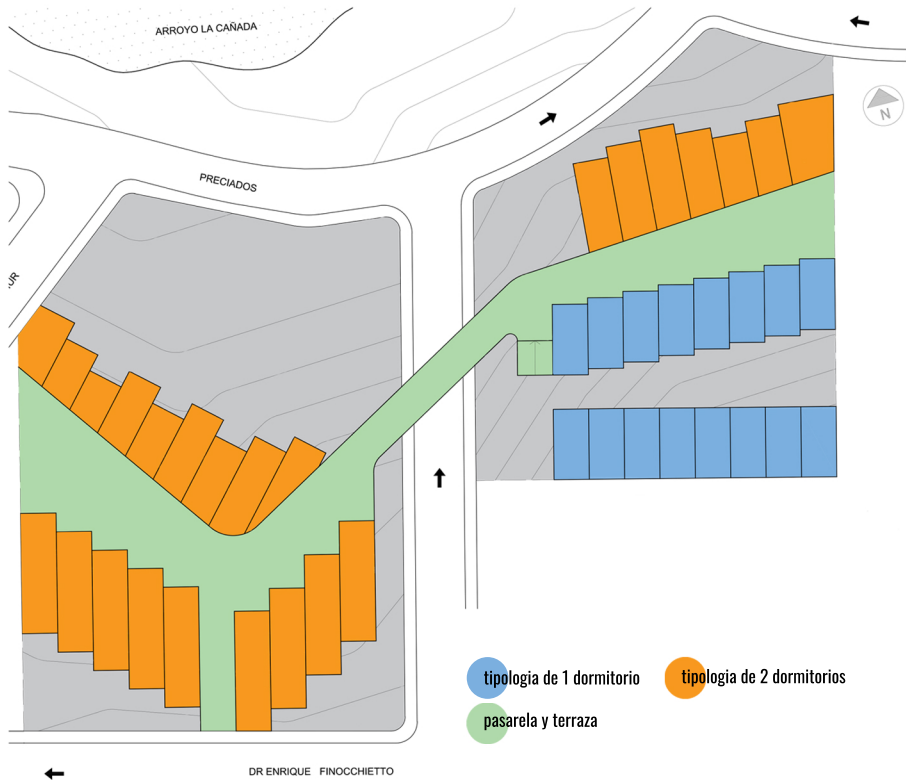 ARROYO LA CAÑADA
PRECIADOS
N
UR
tipologia de 1 dormitorio
tipologia de 2 dormitorios
pasarela y terraza
DR ENRIQUE FINOCCHIETTO